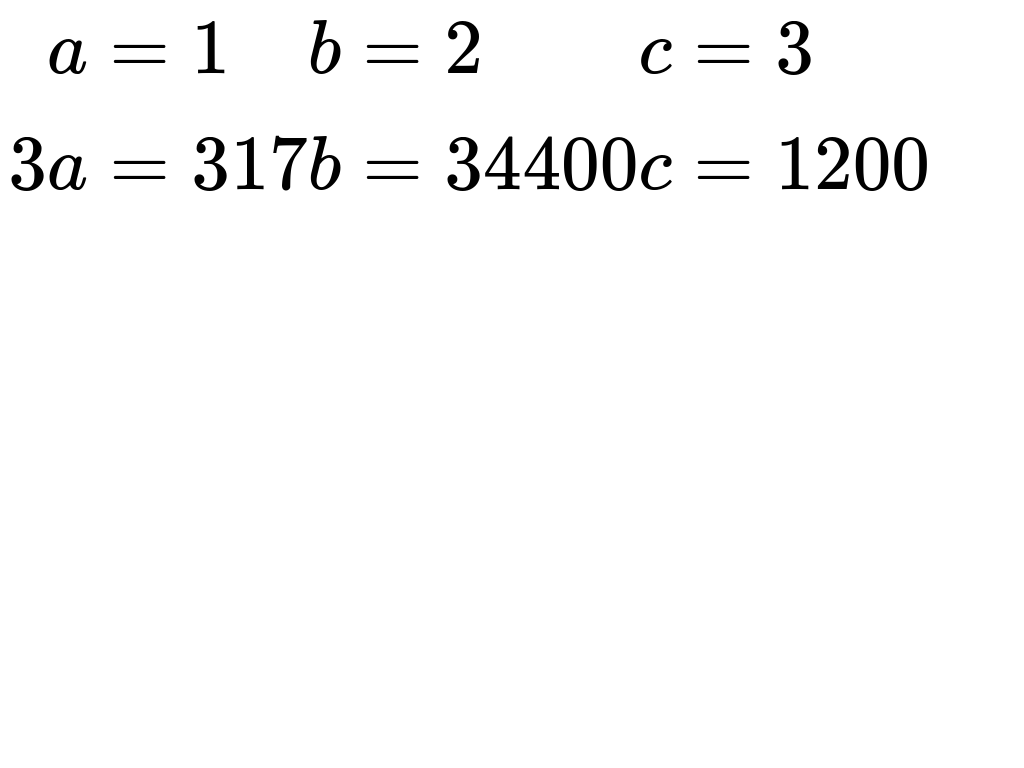 a = 1 b = 2 c = 3
3a = 317b = 34400c = 1200